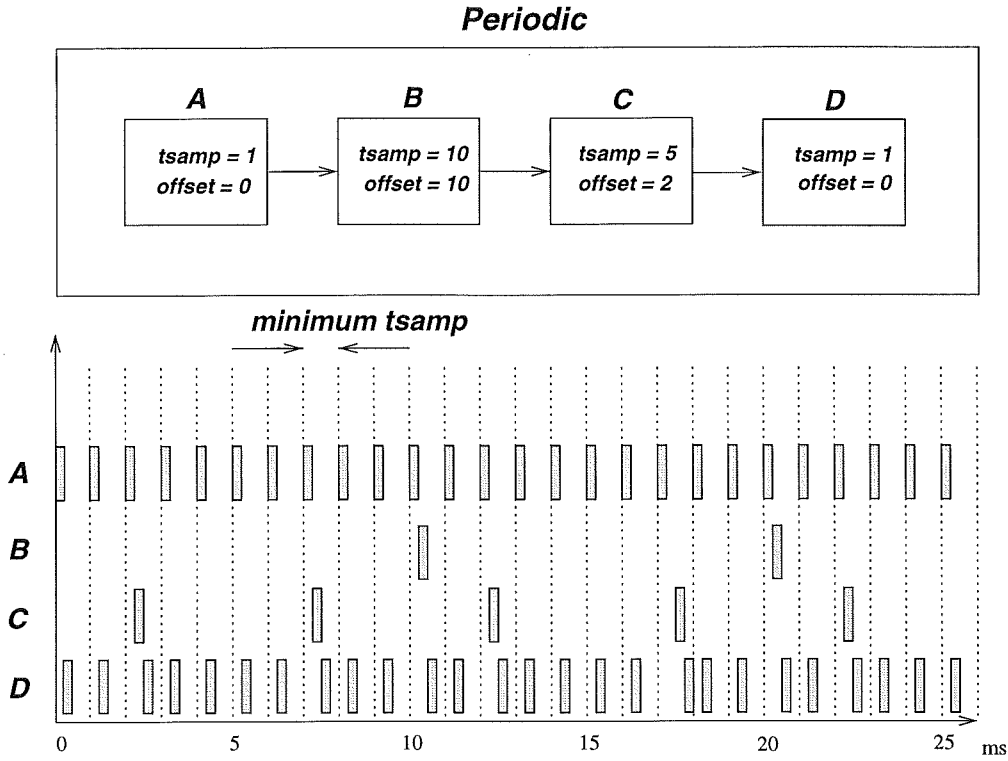 Periodic
A B C D
tsamp = 1 tsamp = 10 tsamp = 5 tsamp = 1
offset = 0 offset = 10 offset = 2 offset = 0
minimum tsamp
A
B
C
D
0 5 10 15 20 25 ms